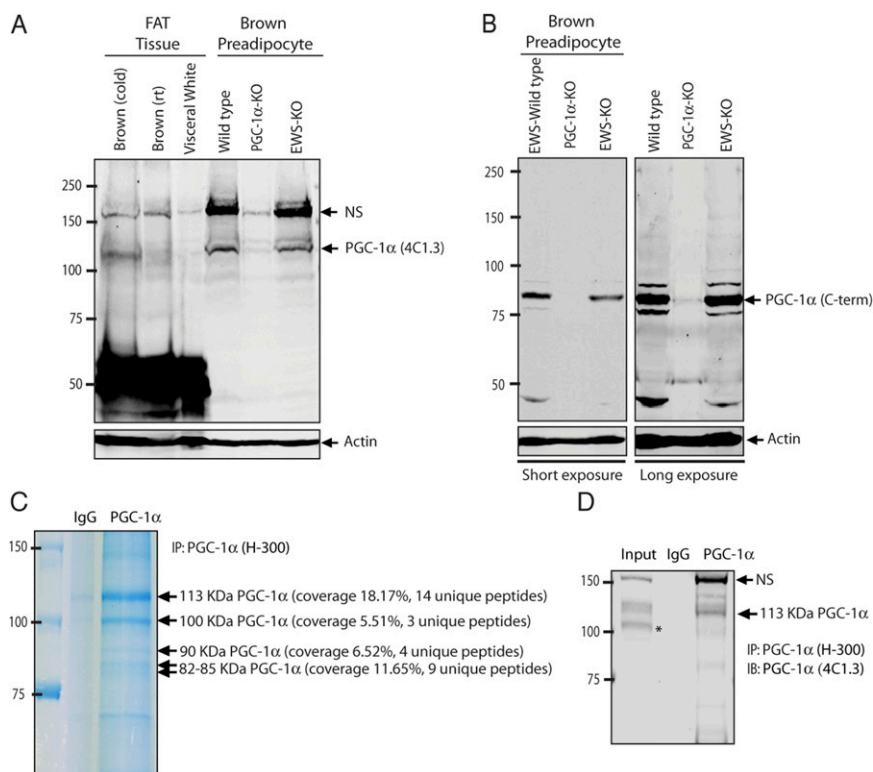 A
FAT
Tissue
Brown
Preadipocyte
Brown (cold)
Brown (rt)
Visceral White
Wild type
PGC-1α-KO
EWS-KO
250
150
100
75
50
NS
PGC-1α (4C1.3)
Actin
B
Brown
Preadipocyte
EWS-Wild type
PGC-1α-KO
EWS-KO
Wild type
PGC-1α-KO
EWS-KO
250
150
100
75
50
PGC-1α (C-term)
Actin
Short exposure
Long exposure
C
IgG PGC-1α
150
100
75
IP: PGC-1α (H-300)
113 KDa PGC-1α (coverage 18.17%, 14 unique peptides)
100 KDa PGC-1α (coverage 5.51%, 3 unique peptides)
90 KDa PGC-1α (coverage 6.52%, 4 unique peptides)
82-85 KDa PGC-1α (coverage 11.65%, 9 unique peptides)
D
Input IgG PGC-1α
150
100
75
*
NS
113 KDa PGC-1α
IP: PGC-1α (H-300)
IB: PGC-1α (4C1.3)